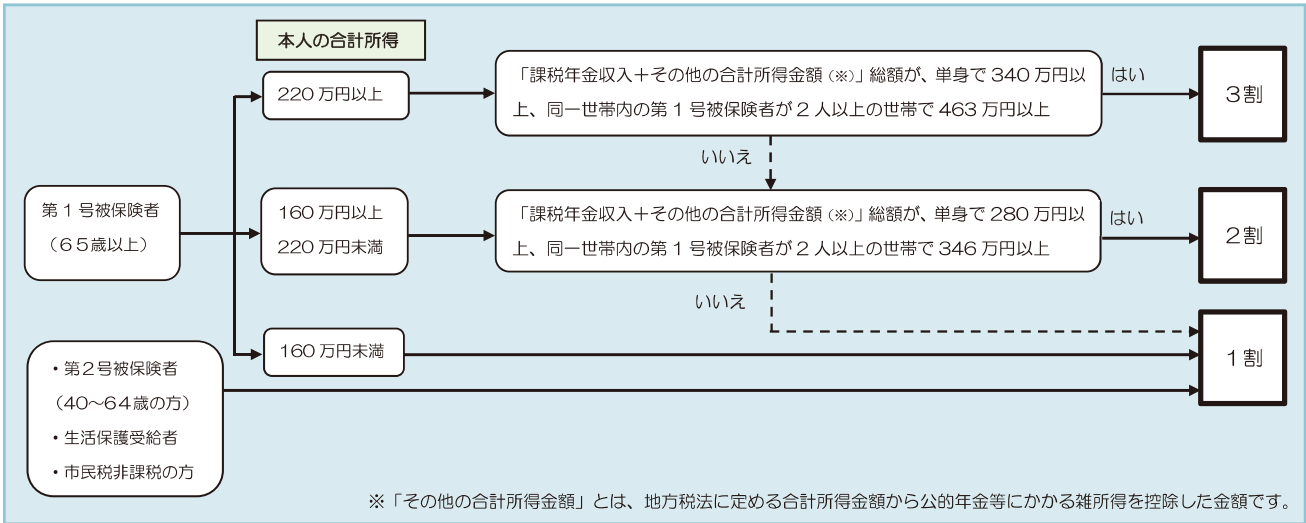 本人の合計所得
220万円以上
「課税年金収入+その他の合計所得金額(※)」総額が、単身で340万円以
上、同一世帯内の第1号被保険者が2人以上の世帯で463万円以上
はい
3割
いいえ
第1号被保険者
(65歳以上)
160万円以上
220万円未満
「課税年金収入+その他の合計所得金額(※)」総額が、単身で280万円以
上、同一世帯内の第1号被保険者が2人以上の世帯で346万円以上
はい
2割
いいえ
160万円未満
1割
・第2号被保険者
(40～64歳の方)
・生活保護受給者
・市民税非課税の方
※「その他の合計所得金額」とは、地方税法に定める合計所得金額から公的年金等にかかる雑所得を控除した金額です。